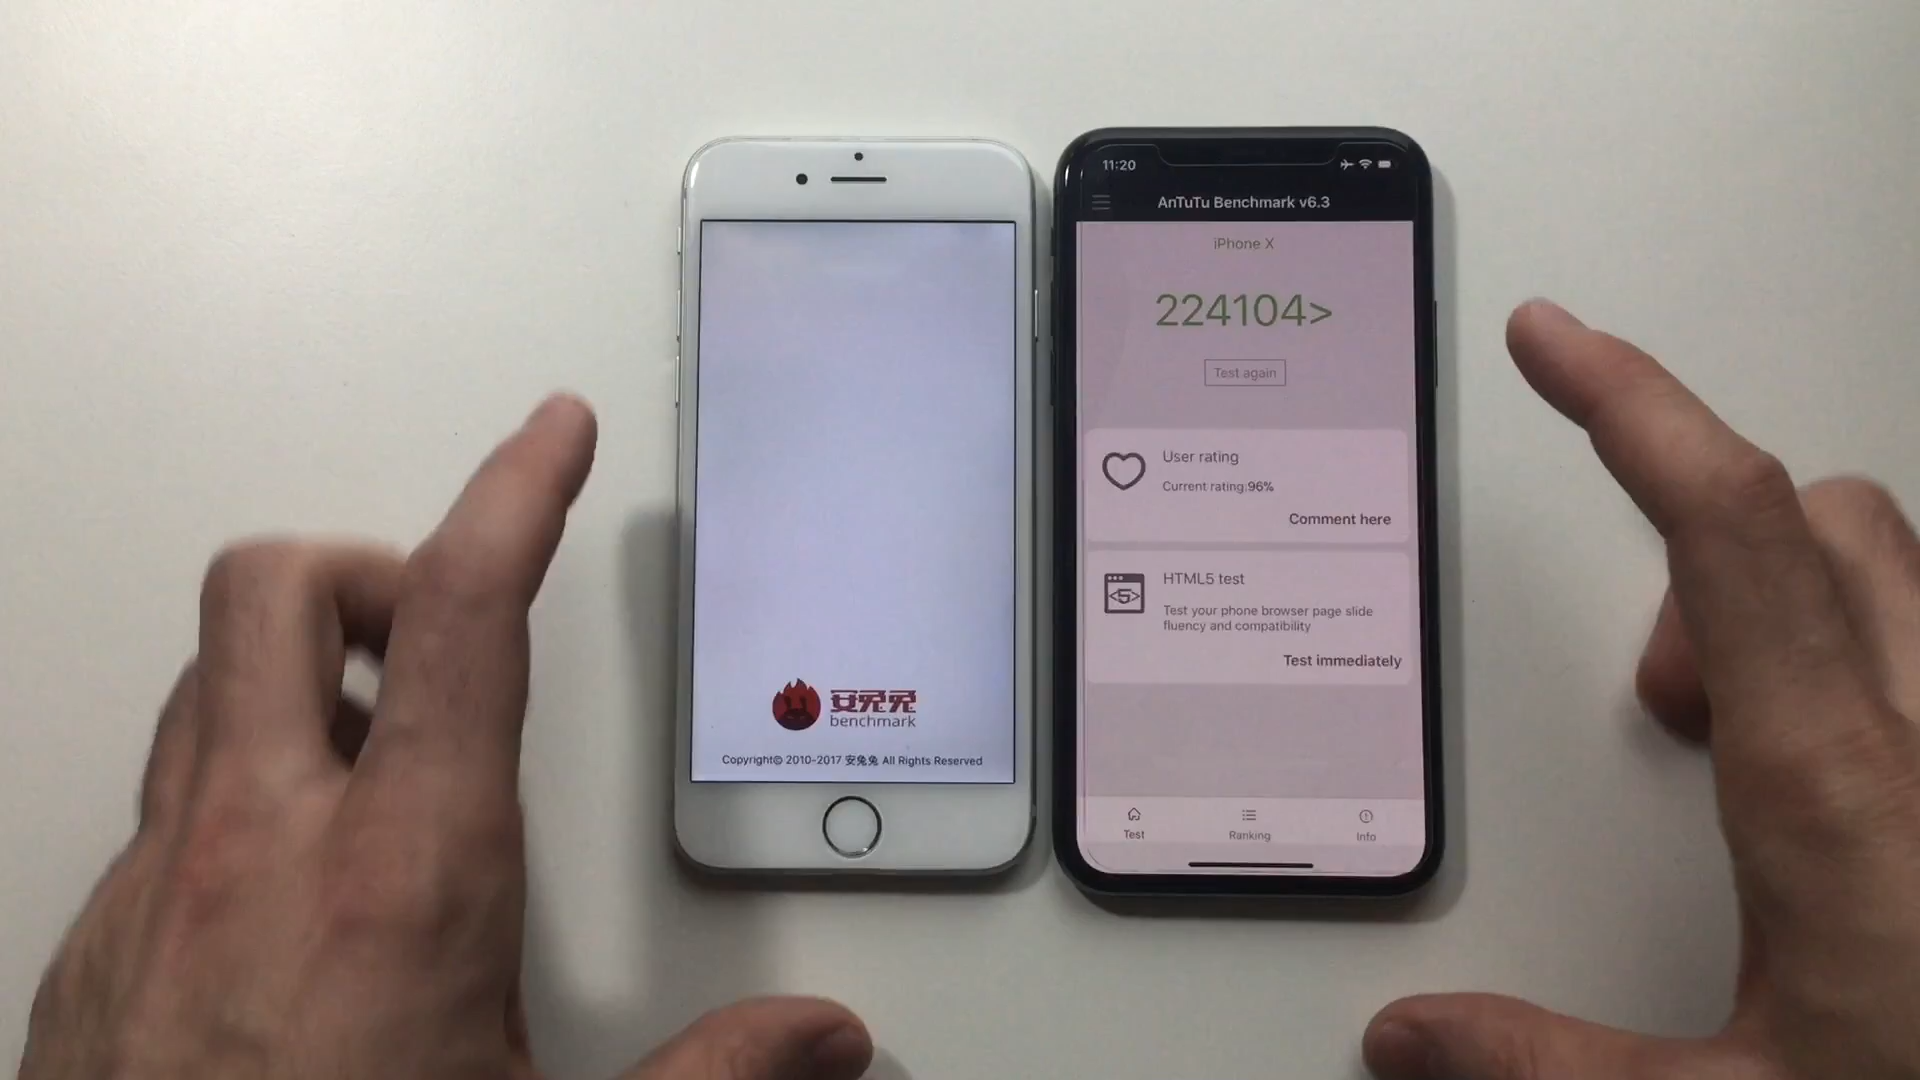 安兔兔
benchmark
Copyright© 2010-2017 安兔兔 All Rights Reserved
11:20
AnTuTu Benchmark v6.3
iPhone X
224104>
Test again
User rating
Current rating:96%
Comment here
HTML5 test
<5>
Test your phone browser page slide
fluency and compatibility
Test immediately
Test
Ranking
Info